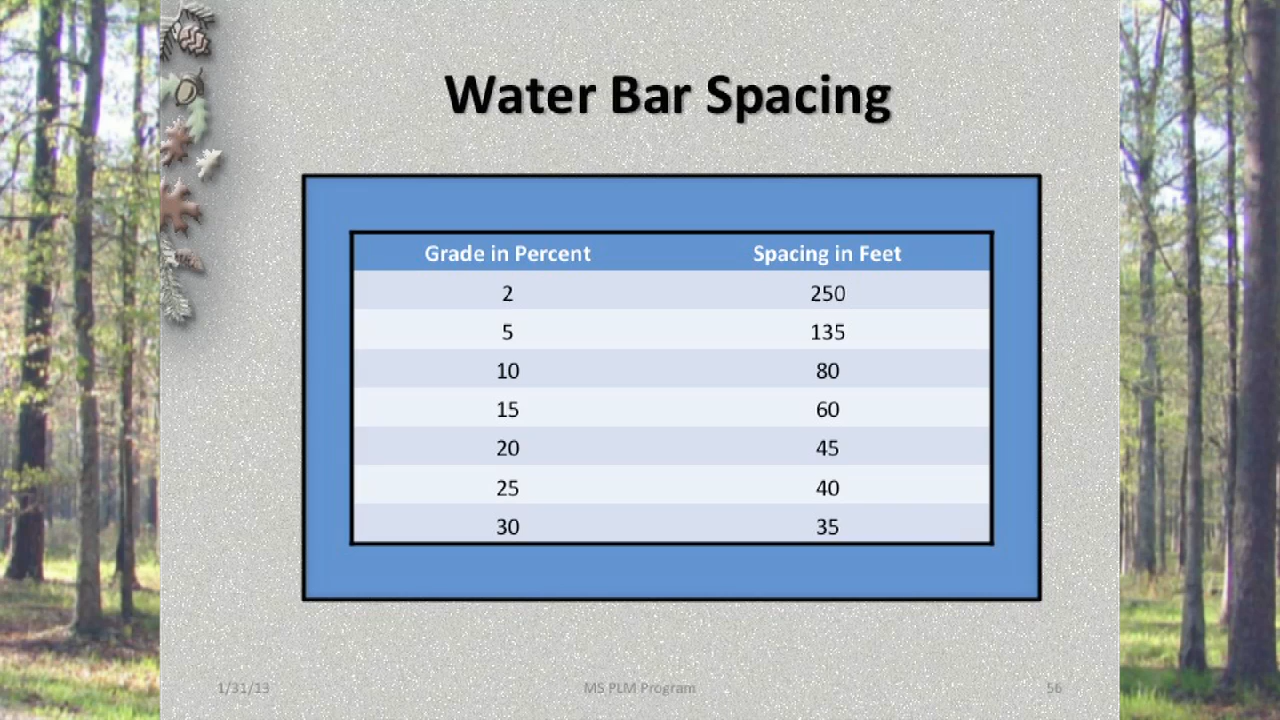 Water Bar Spacing
Grade in Percent Spacing in Feet
2 250
5 135
10 80
15 60
20 45
25 40
30 35
1/31/13 MS PLM Program 56